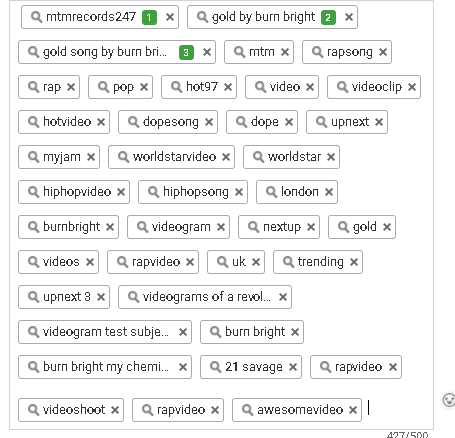 mtmrecords247 1 × gold by burn bright 2 ×
gold song by burn bri... 3 × mtm × rapsong ×
rap × pop × hot97 × video × videoclip ×
hotvideo × dopesong × dope × upnext ×
myjam × worldstarvideo × worldstar ×
hiphopvideo × hiphopsong × london ×
burnbright × videogram × nextup × gold ×
videos × rapvideo × uk × trending ×
upnext 3 × videograms of a revol... ×
videogram test subje... × burn bright ×
burn bright my chemi... × 21 savage × rapvideo ×
videoshoot × rapvideo × awesomevideo ×
427/500